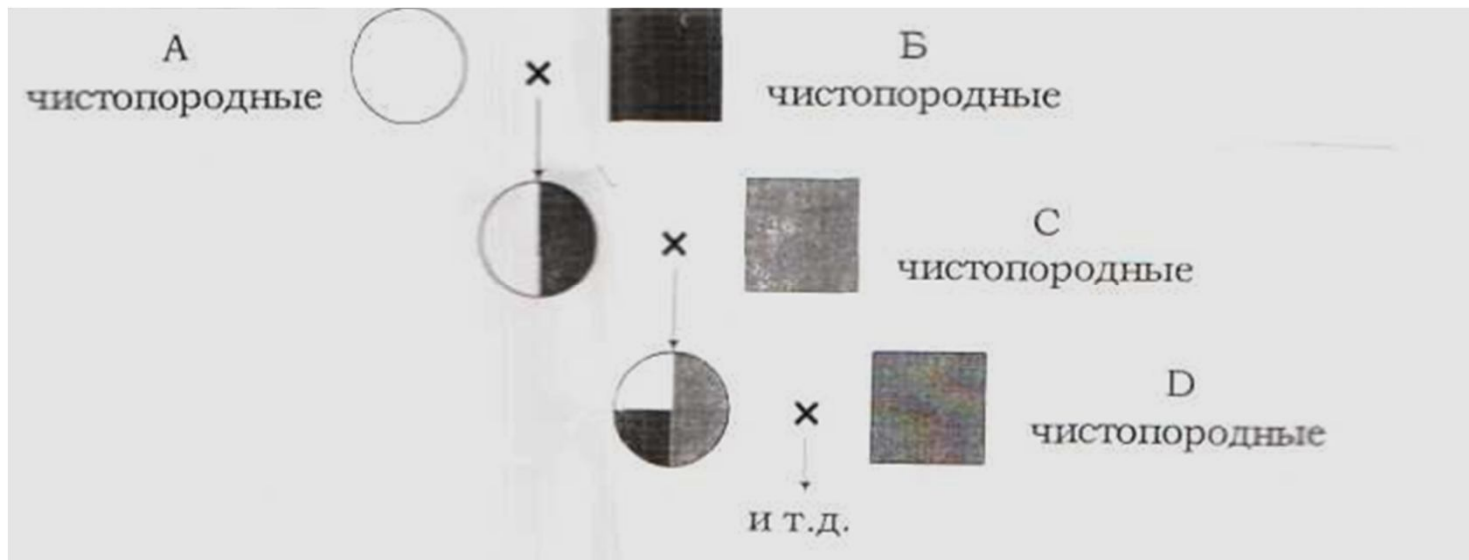 А
чистопородные
×
Б
чистопородные
×
С
чистопородные
×
D
чистопородные
и т.д.